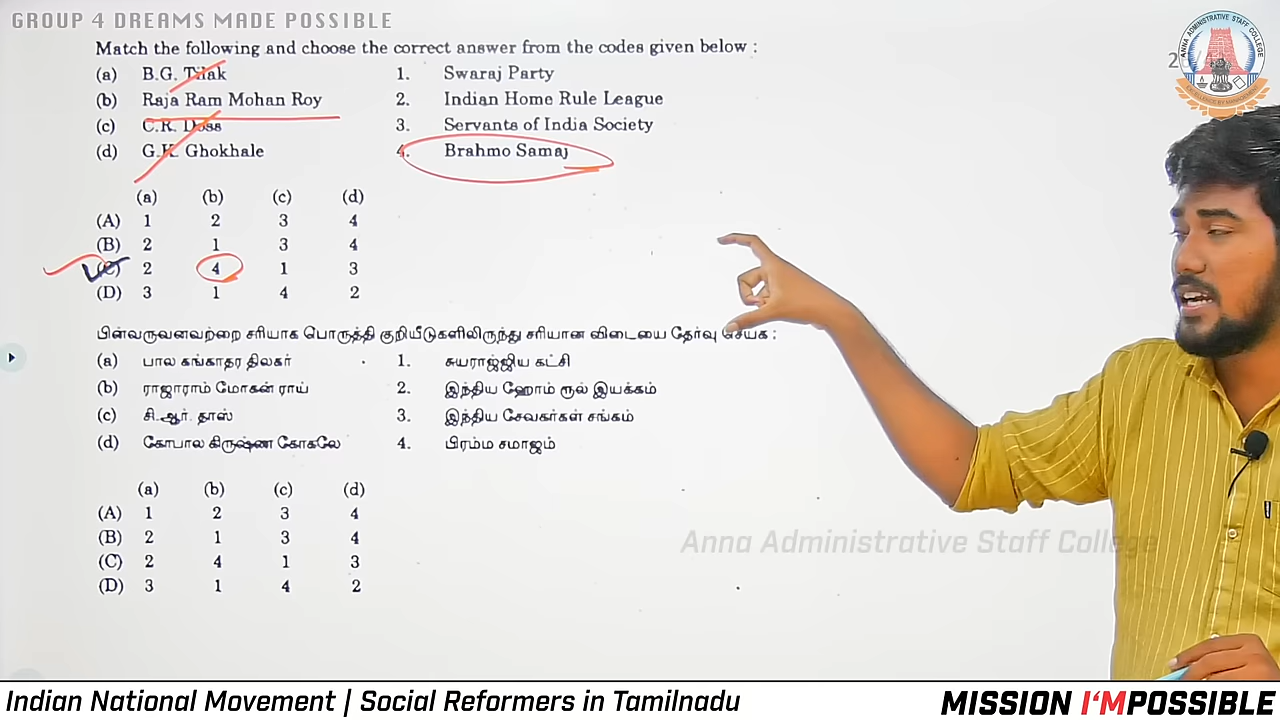 GROUP 4 DREAMS MADE POSSIBLE
Match the following and choose the correct answer from the codes given below :
(a) B.G. Tilak 1. Swaraj Party
(b) Raja Ram Mohan Roy 2. Indian Home Rule League
(c) C.R. Doss 3. Servants of India Society
(d) G.K. Ghokhale 4. Brahmo Samaj
(a) (b) (c) (d)
(A) 1 2 3 4
(B) 2 1 3 4
(C) 2 4 1 3
(D) 3 1 4 2
பின்வருவனவற்றை சரியாக பொருத்தி குறியீடுகளிலிருந்து சரியான விடையை தேர்வு செய்க :
(a) பால கங்காதர திலகர் 1. சுயராஜ்ஜிய கட்சி
(b) ராஜாராம் மோகன் ராய் 2. இந்திய ஹோம் ரூல் இயக்கம்
(c) சி.ஆர். தாஸ் 3. இந்திய சேவகர்கள் சங்கம்
(d) கோபால கிருஷ்ண கோகலே 4. பிரம்ம சமாஜம்
(a) (b) (c) (d)
(A) 1 2 3 4
(B) 2 1 3 4
(C) 2 4 1 3
(D) 3 1 4 2
ANNA ADMINISTRATIVE STAFF COLLEGE
Anna Administrative Staff College
Indian National Movement | Social Reformers in Tamilnadu
MISSION I'MPOSSIBLE